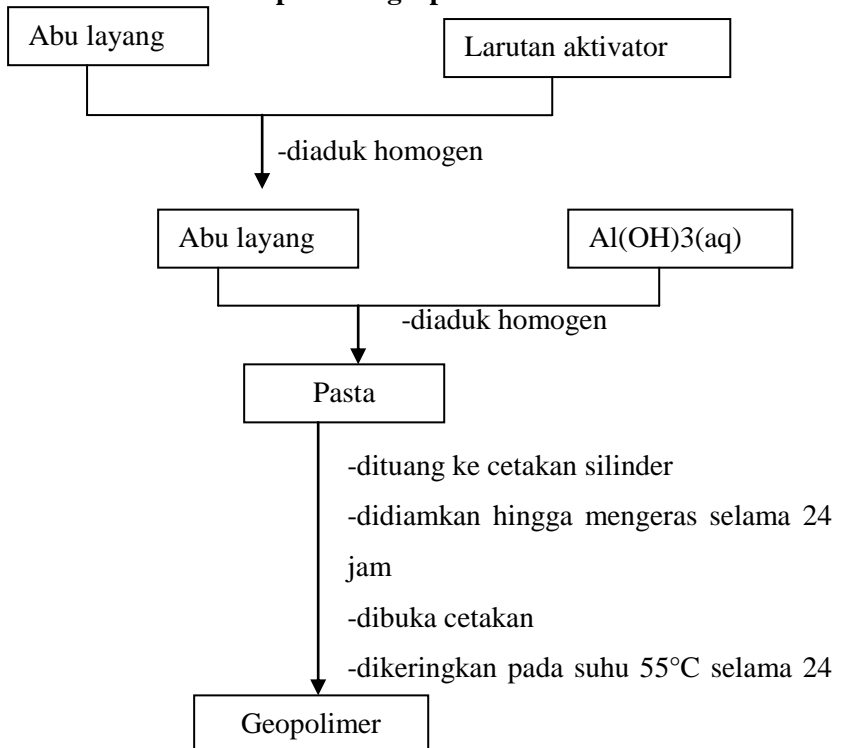 Abu layang
Larutan aktivator
-diaduk homogen
Abu layang
Al(OH)3(aq)
-diaduk homogen
Pasta
-dituang ke cetakan silinder
-didiamkan hingga mengeras selama 24
jam
-dibuka cetakan
-dikeringkan pada suhu 55°C selama 24
Geopolimer